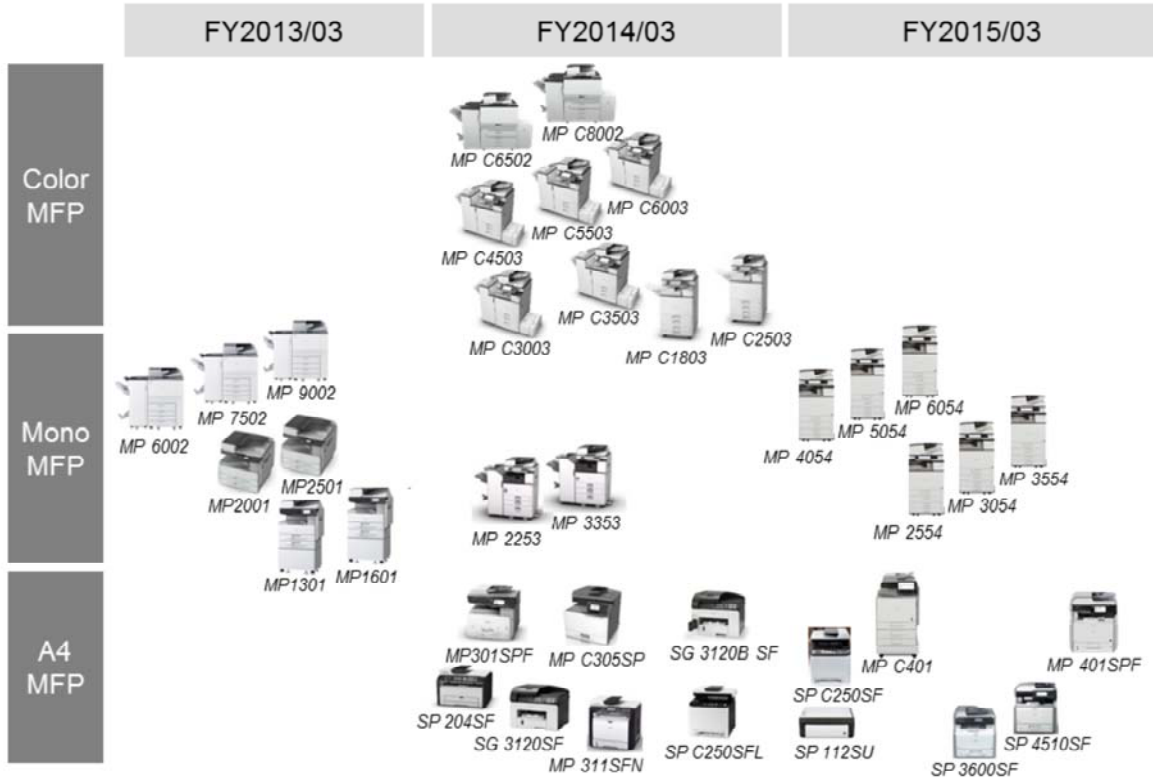 FY2013/03
FY2014/03
FY2015/03
Color
MFP
MP C8002
MP C6502
MP C6003
MP C5503
MP C4503
MP C3503
MP C2503
MP C3003
MP C1803
Mono
MFP
MP 9002
MP 7502
MP 6002
MP2501
MP2001
MP1301
MP1601
MP 3353
MP 2253
MP 6054
MP 5054
MP 4054
MP 3554
MP 3054
MP 2554
A4
MFP
MP301SPF
MP C305SP
SG 3120B SF
SP 204SF
SG 3120SF
MP 311SFN
SP C250SFL
MP C401
MP 401SPF
SP C250SF
SP 112SU
SP 4510SF
SP 3600SF